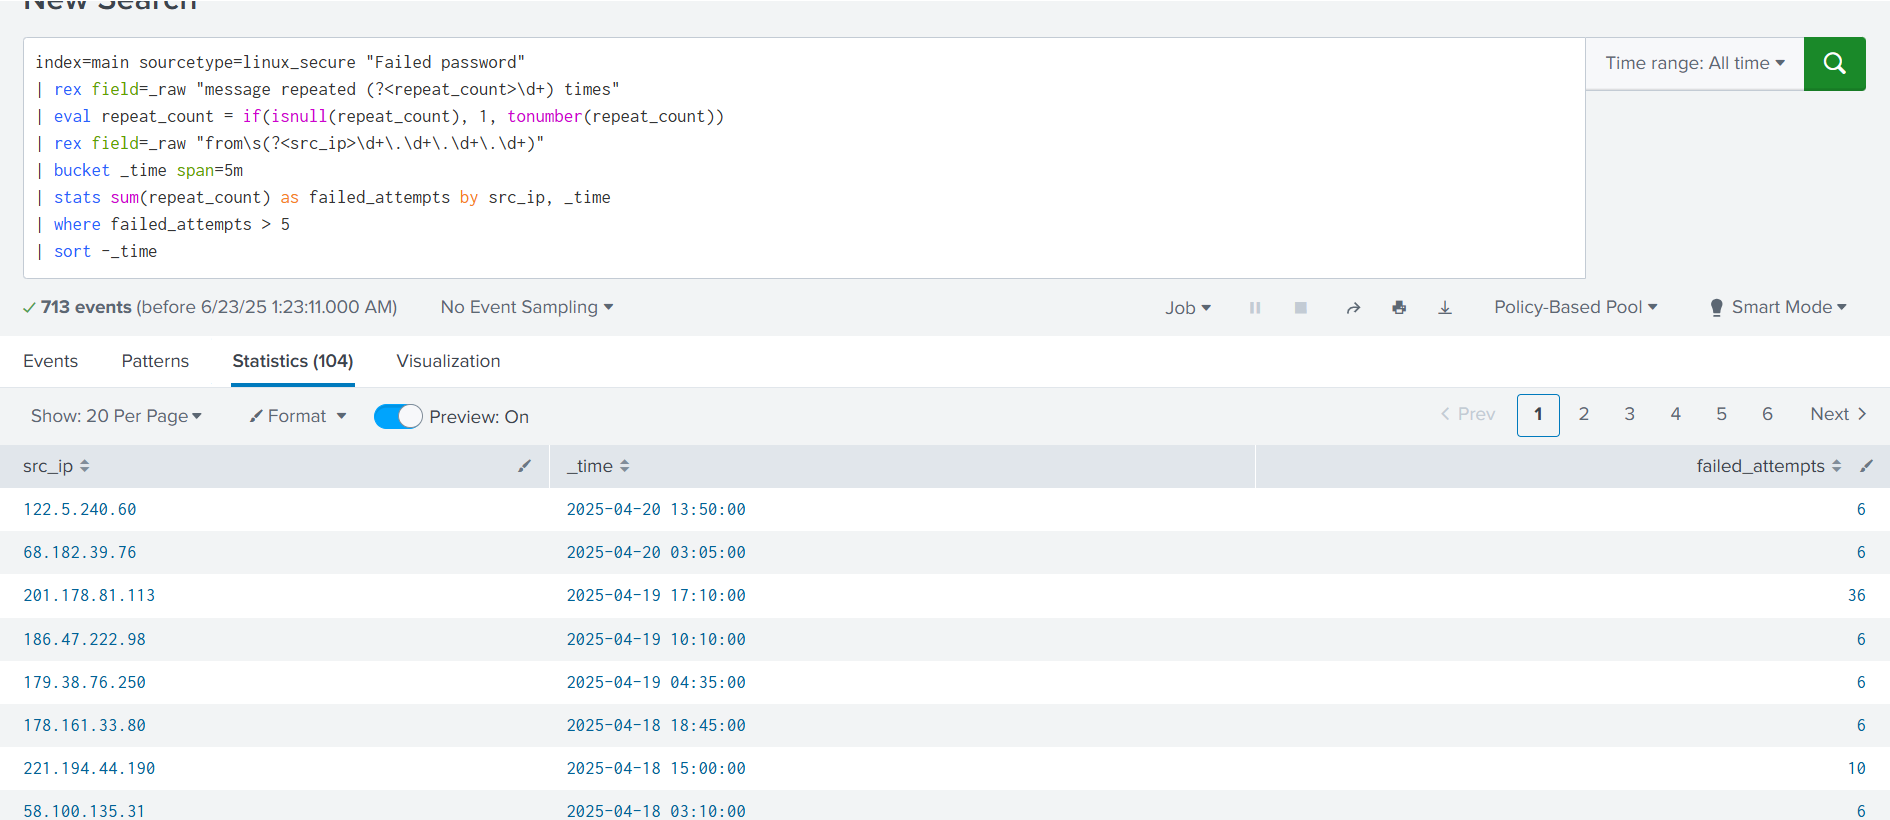 New Search
index=main sourcetype=linux_secure "Failed password"
| rex field=_raw "message repeated (?<repeat_count>\d+) times"
| eval repeat_count = if(isnull(repeat_count), 1, tonumber(repeat_count))
| rex field=_raw "from\s(?<src_ip>\d+\.\d+\.\d+\.\d+)"
| bucket _time span=5m
| stats sum(repeat_count) as failed_attempts by src_ip, _time
| where failed_attempts > 5
| sort -_time
Time range: All time
713 events (before 6/23/25 1:23:11.000 AM) No Event Sampling Job Policy-Based Pool Smart Mode
Events Patterns Statistics (104) Visualization
Show: 20 Per Page Format Preview: On Prev 1 2 3 4 5 6 Next
src_ip _time failed_attempts
122.5.240.60 2025-04-20 13:50:00 6
68.182.39.76 2025-04-20 03:05:00 6
201.178.81.113 2025-04-19 17:10:00 36
186.47.222.98 2025-04-19 10:10:00 6
179.38.76.250 2025-04-19 04:35:00 6
178.161.33.80 2025-04-18 18:45:00 6
221.194.44.190 2025-04-18 15:00:00 10
58.100.135.31 2025-04-18 03:10:00 6